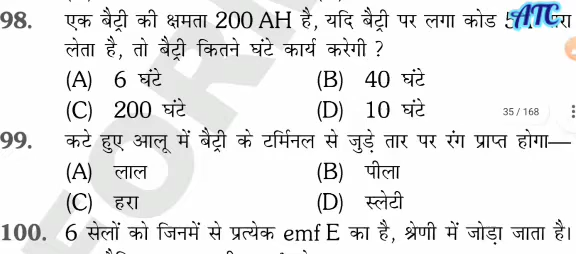 98. एक बैट्री की क्षमता 200 AH है, यदि बैट्री पर लगा कोड 5
ATC
लेता है, तो बैट्री कितने घंटे कार्य करेगी ?
(A) 6 घंटे (B) 40 घंटे
(C) 200 घंटे (D) 10 घंटे
35 / 168
99. कटे हुए आलू में बैट्री के टर्मिनल से जुड़े तार पर रंग प्राप्त होगा—
(A) लाल (B) पीला
(C) हरा (D) स्लेटी
100. 6 सेलों को जिनमें से प्रत्येक emf E का है, श्रेणी में जोड़ा जाता है।